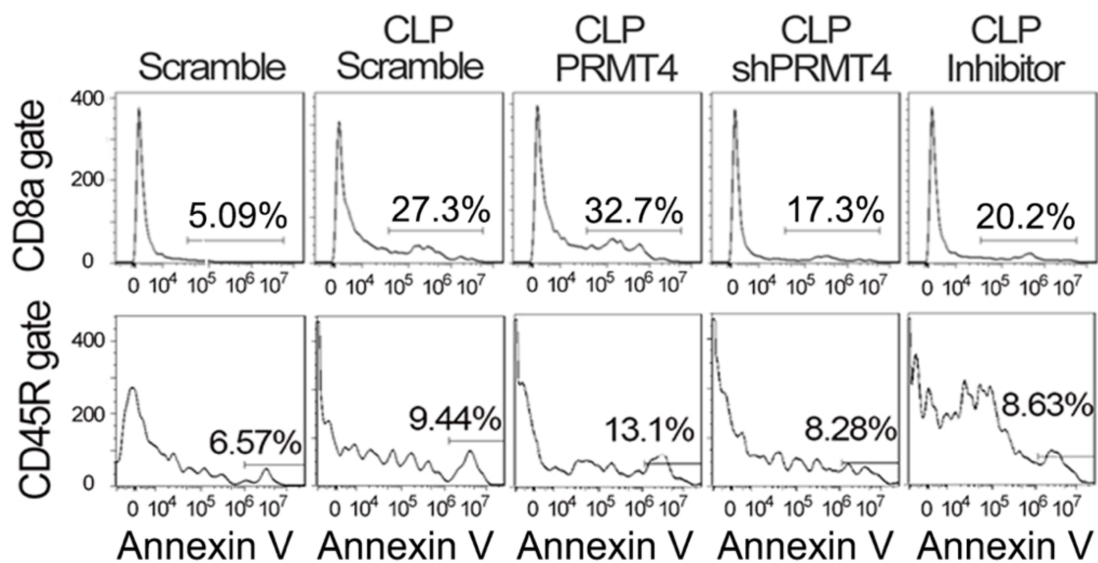 Scramble
CLP
Scramble
CLP
PRMT4
CLP
shPRMT4
CLP
Inhibitor
CD8a gate
400
200
0
5.09%
27.3%
32.7%
17.3%
20.2%
0 10⁴ 10⁵ 10⁶ 10⁷
0 10⁴ 10⁵ 10⁶ 10⁷
0 10⁴ 10⁵ 10⁶ 10⁷
0 10⁴ 10⁵ 10⁶ 10⁷
0 10⁴ 10⁵ 10⁶ 10⁷
CD45R gate
400
200
0
6.57%
9.44%
13.1%
8.28%
8.63%
0 10⁴ 10⁵ 10⁶ 10⁷
0 10⁴ 10⁵ 10⁶ 10⁷
0 10⁴ 10⁵ 10⁶ 10⁷
0 10⁴ 10⁵ 10⁶ 10⁷
0 10⁴ 10⁵ 10⁶ 10⁷
Annexin V
Annexin V
Annexin V
Annexin V
Annexin V